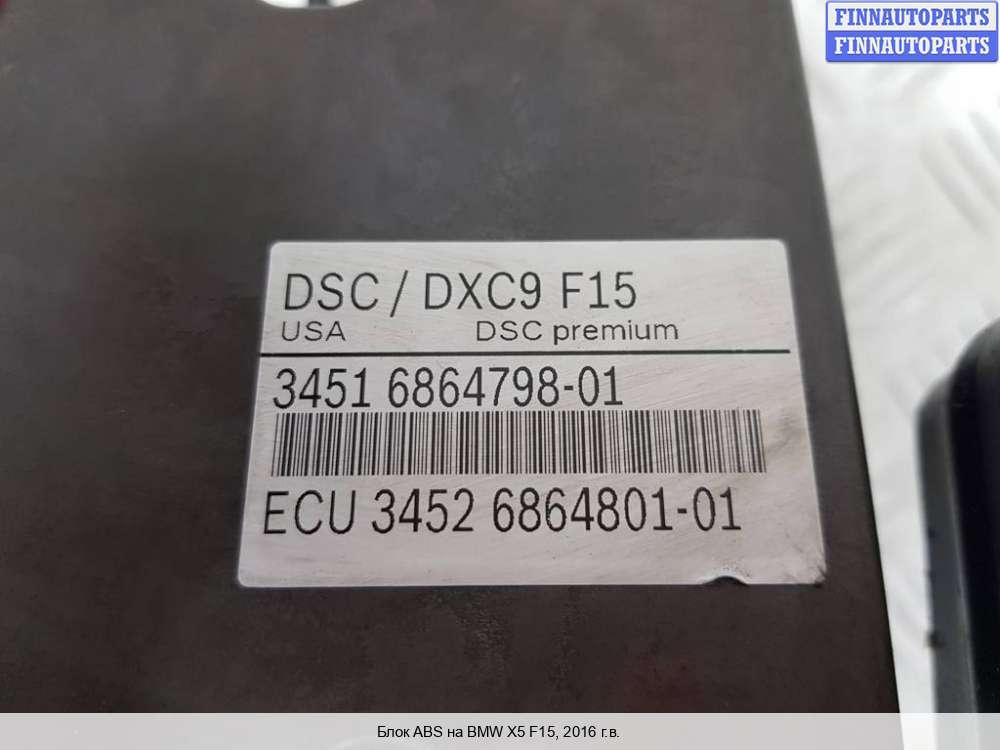 FINNAUTOPARTS
FINNAUTOPARTS
DSC / DXC9 F15
USA DSC premium
3451 6864798-01
ECU 3452 6864801-01
Блок ABS на BMW X5 F15, 2016 г.в.